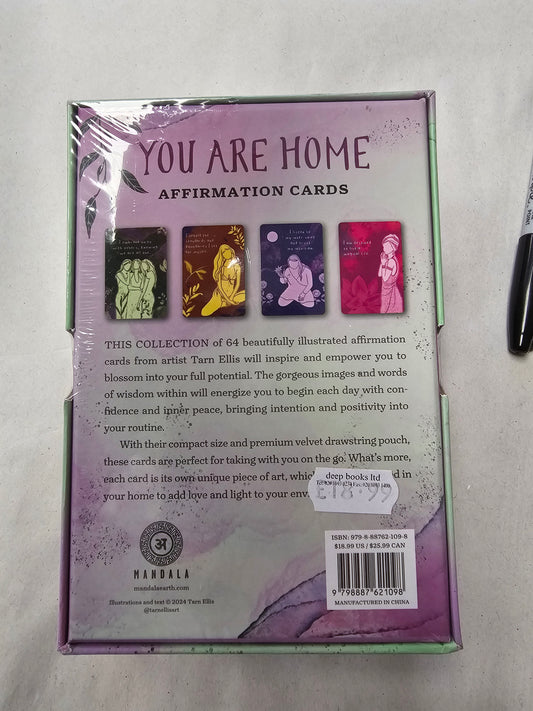 YOU ARE HOME
AFFIRMATION CARDS
THIS COLLECTION of 64 beautifully illustrated affirmation
cards from artist Tarn Ellis will inspire and empower you to
blossom into your full potential. The gorgeous images and words
of wisdom within will energize you to begin each day with con-
fidence and inner peace, bringing intention and positivity into
your routine.
With their compact size and premium velvet drawstring pouch,
these cards are perfect for taking with you on the go. What's more,
each card is its own unique piece of art, which
in
your home to add love and light to your
deep books ltd
£18.99
अ
MANDALA
mandalaearth.com
Illustrations and text © 2024 Tarn Ellis
@tarnellisart
ISBN: 979-8-88762-109-8
$18.99 US / $25.99 CAN
9 798887 621098
MANUFACTURED IN CHINA